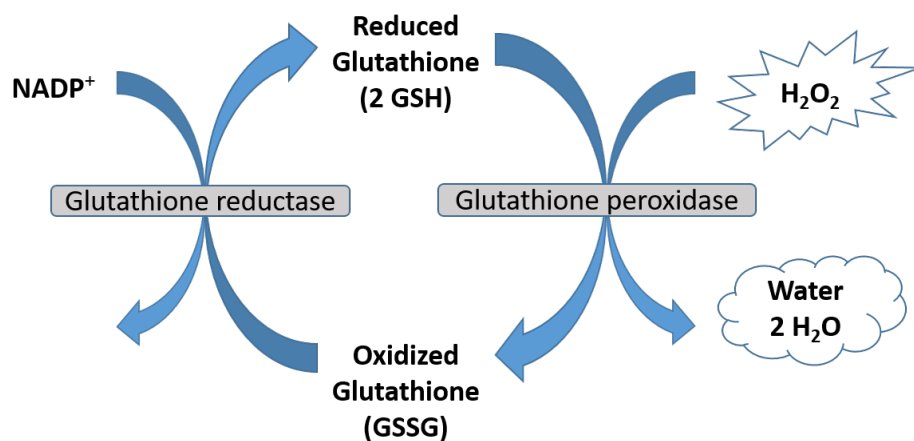 Reduced
Glutathione
(2 GSH)
NADP⁺
H₂O₂
Glutathione reductase
Glutathione peroxidase
Water
2 H₂O
Oxidized
Glutathione
(GSSG)